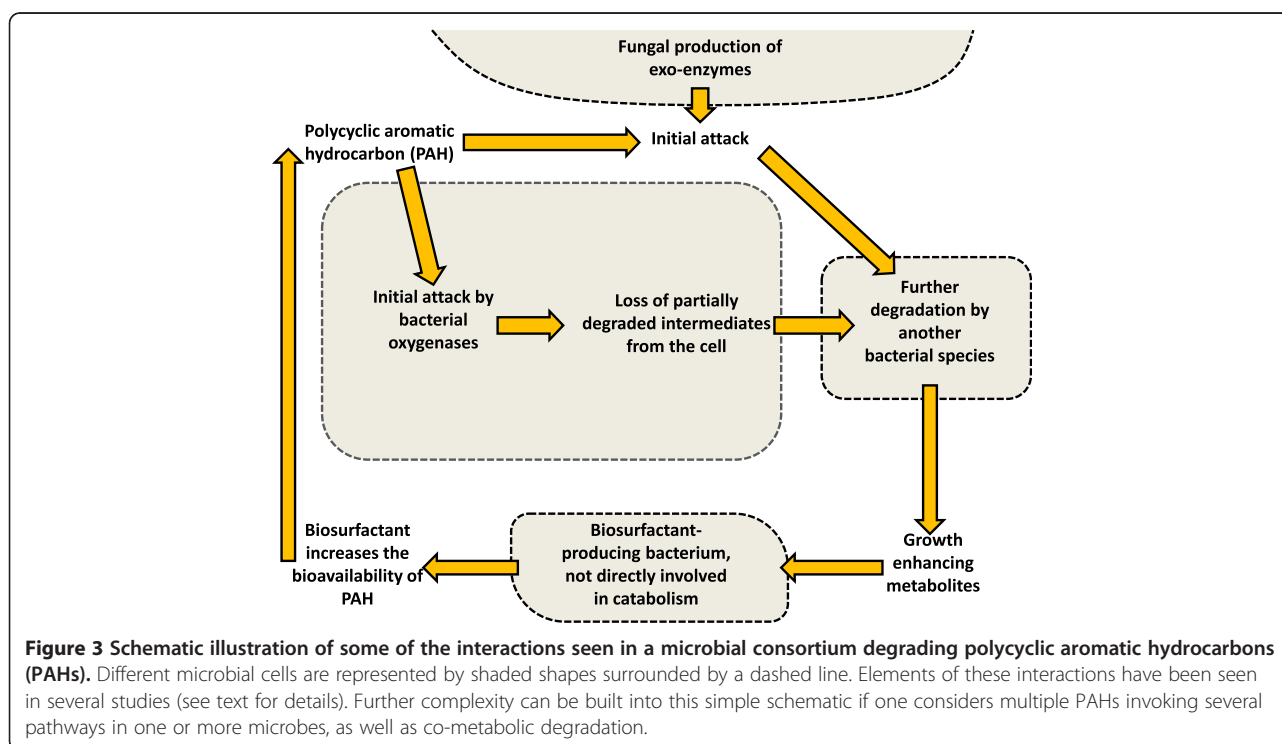 Fungal production of
exo-enzymes
Polycyclic aromatic
hydrocarbon (PAH)
Initial attack
Initial attack by
bacterial
oxygenases
Loss of partially
degraded intermediates
from the cell
Further
degradation by
another
bacterial species
Biosurfactant
increases the
bioavailability of
PAH
Biosurfactant-
producing bacterium,
not directly involved
in catabolism
Growth
enhancing
metabolites
Figure 3 Schematic illustration of some of the interactions seen in a microbial consortium degrading polycyclic aromatic hydrocarbons
(PAHs). Different microbial cells are represented by shaded shapes surrounded by a dashed line. Elements of these interactions have been seen
in several studies (see text for details). Further complexity can be built into this simple schematic if one considers multiple PAHs invoking several
pathways in one or more microbes, as well as co-metabolic degradation.